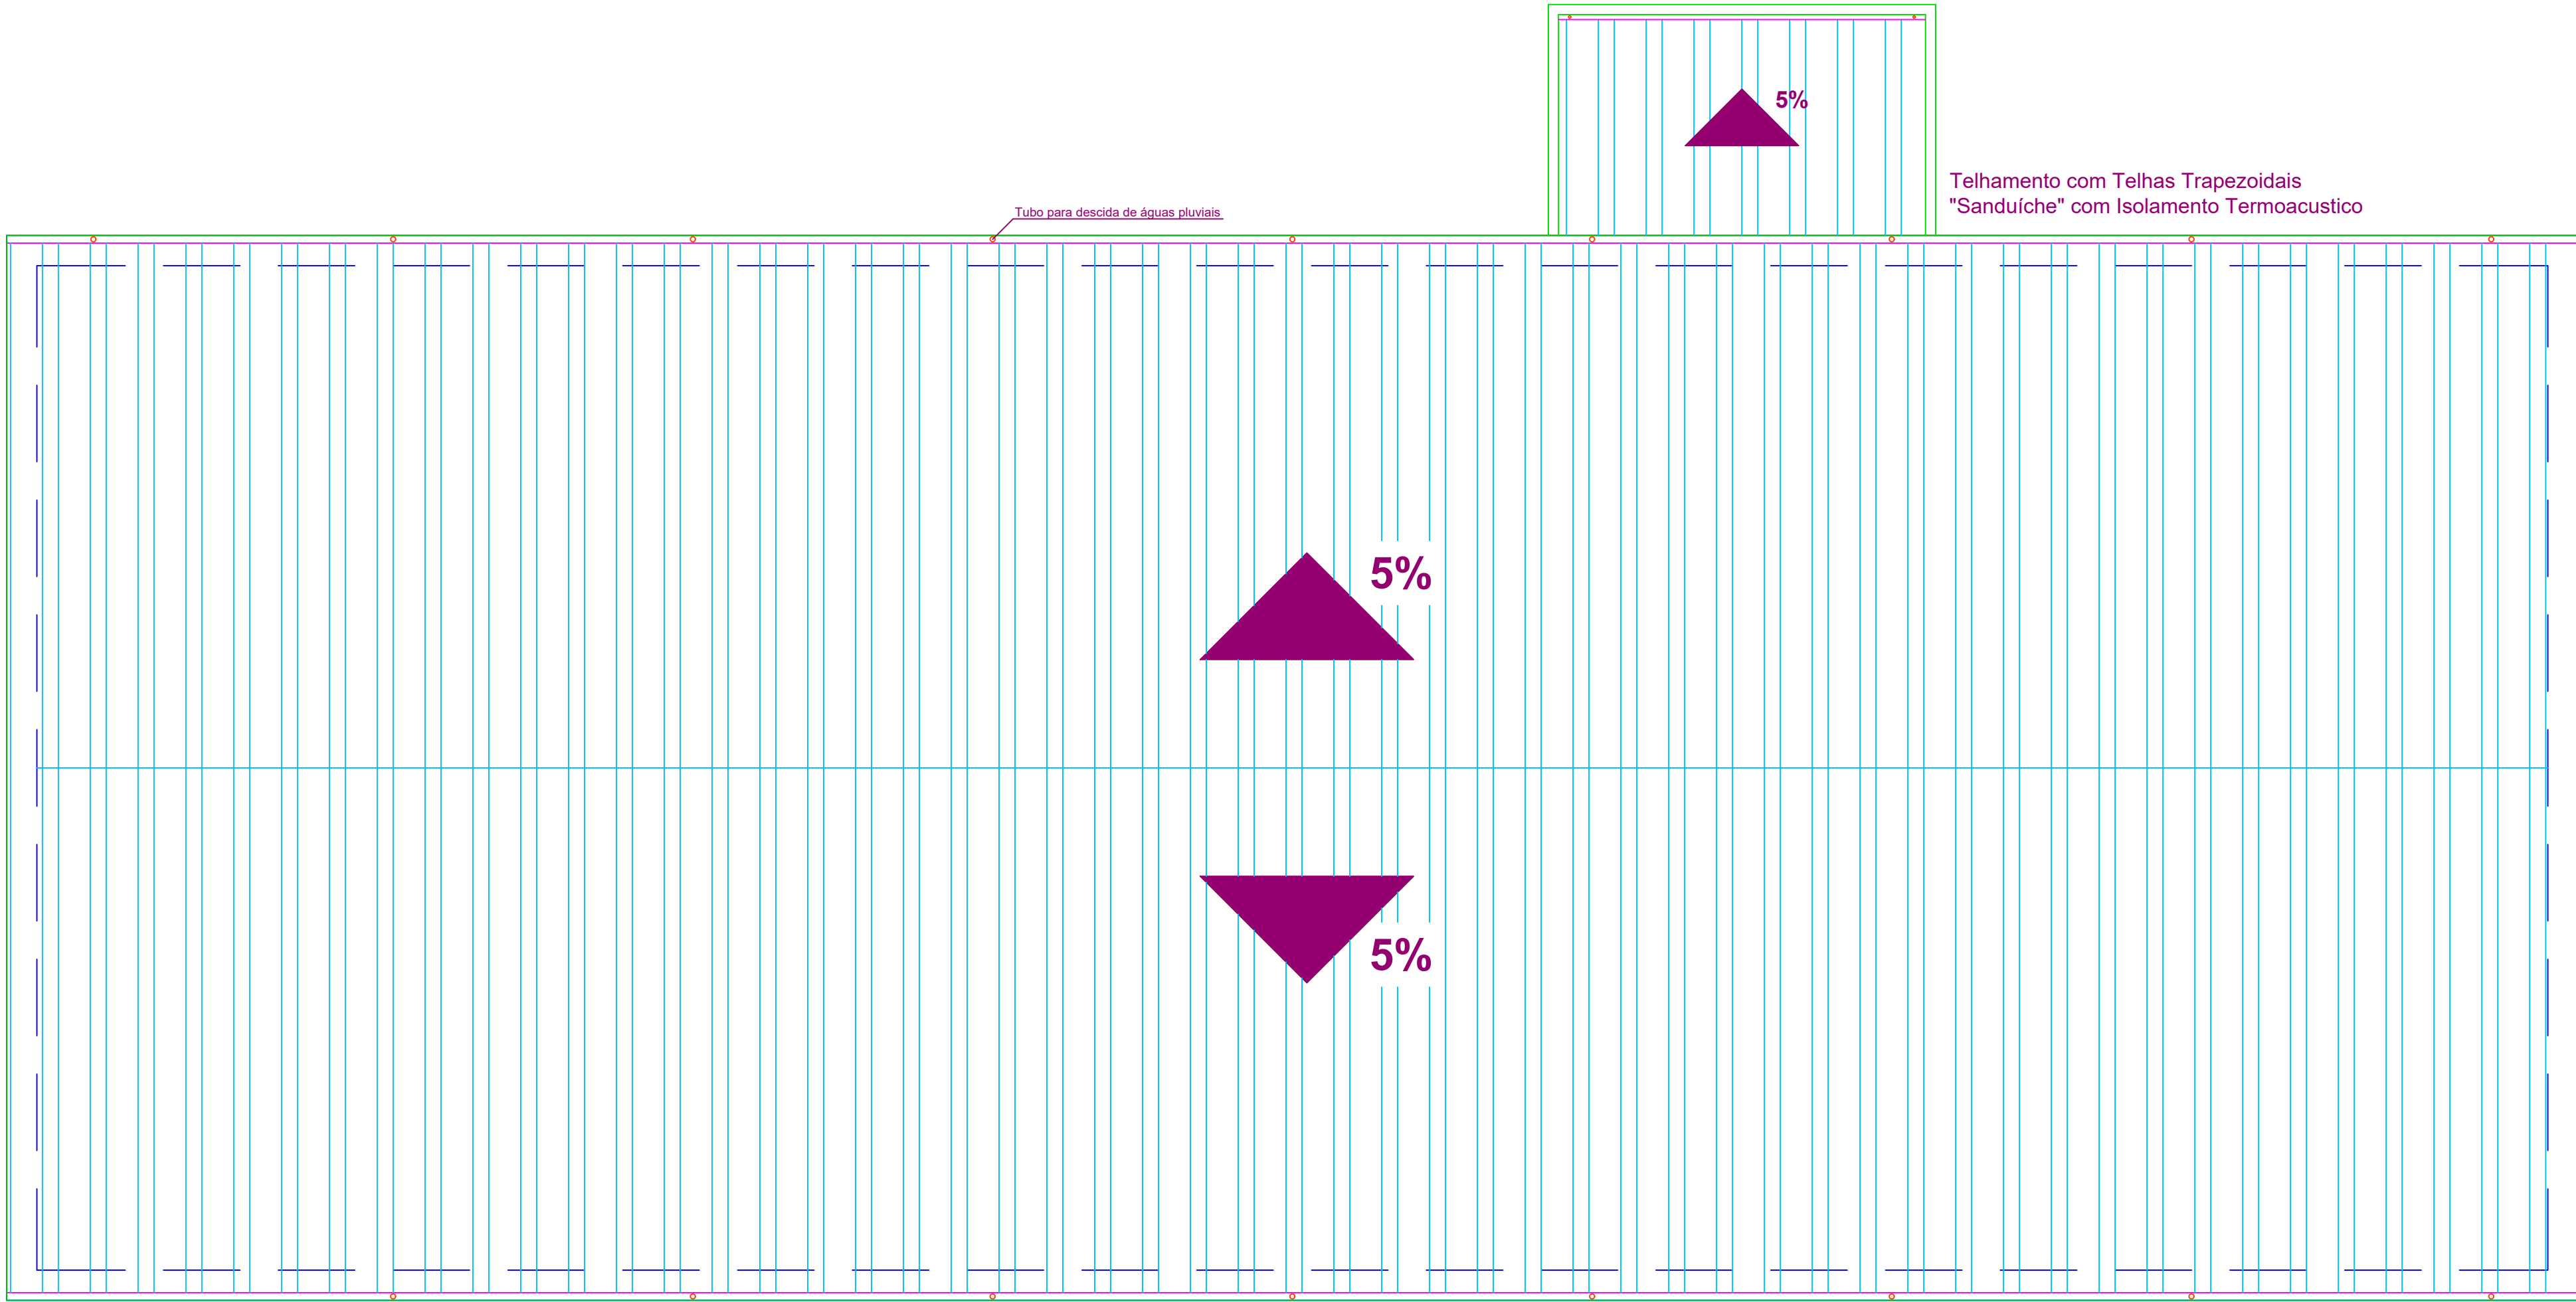 5%
Telhamento com Telhas Trapezoidais
"Sanduíche" com Isolamento Termoacustico
Tubo para descida de águas pluviais
5%
5%